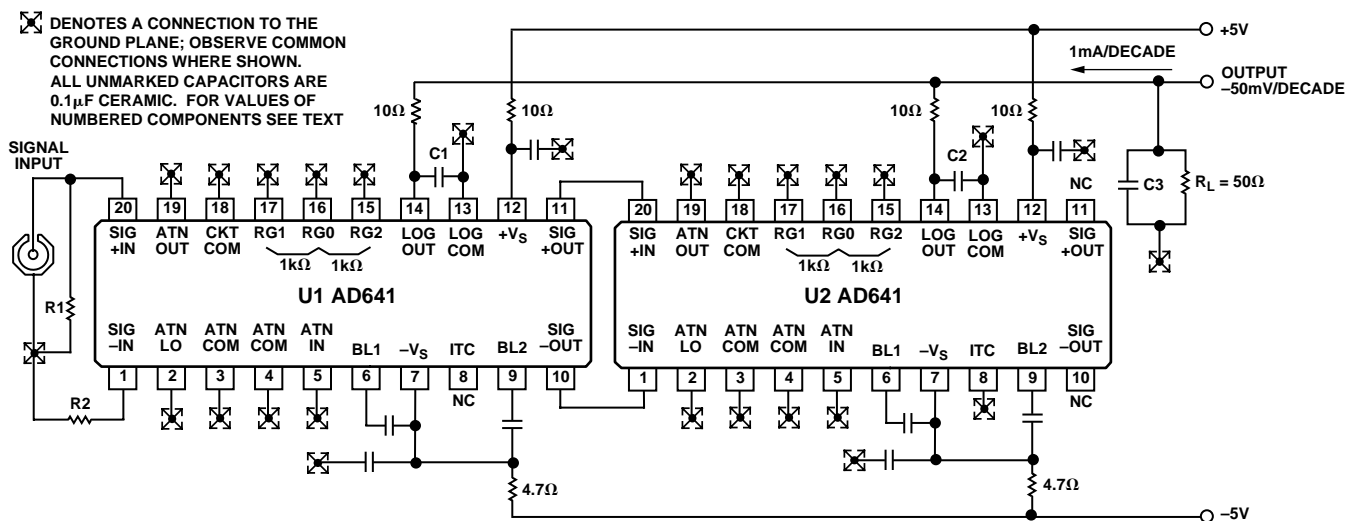 DENOTES A CONNECTION TO THE
GROUND PLANE; OBSERVE COMMON
CONNECTIONS WHERE SHOWN.
ALL UNMARKED CAPACITORS ARE
0.1μF CERAMIC. FOR VALUES OF
NUMBERED COMPONENTS SEE TEXT
+5V
1mA/DECADE
OUTPUT
–50mV/DECADE
SIGNAL
INPUT
10Ω
10Ω
10Ω
10Ω
C1
C2
NC
C3
RL = 50Ω
R1
R2
20 19 18 17 16 15 14 13 12 11
SIG
+IN
ATN
OUT
CKT
COM
RG1
RG0
RG2
LOG
OUT
LOG
COM
+VS
SIG
+OUT
1kΩ
1kΩ
U1 AD641
SIG
–IN
ATN
LO
ATN
COM
ATN
COM
ATN
IN
BL1
–VS
ITC
BL2
SIG
–OUT
1 2 3 4 5 6 7 8 9 10
NC
20 19 18 17 16 15 14 13 12 11
SIG
+IN
ATN
OUT
CKT
COM
RG1
RG0
RG2
LOG
OUT
LOG
COM
+VS
SIG
+OUT
1kΩ
1kΩ
U2 AD641
SIG
–IN
ATN
LO
ATN
COM
ATN
COM
ATN
IN
BL1
–VS
ITC
BL2
SIG
–OUT
1 2 3 4 5 6 7 8 9 10
NC
4.7Ω
4.7Ω
–5V